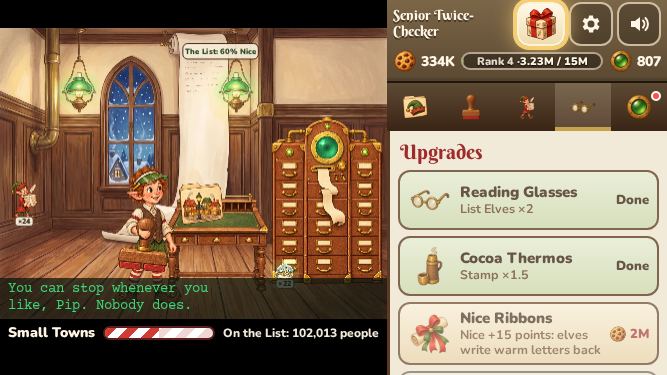 Senior Twice-
Checker
334K
Rank 4 · 3.23M / 15M
807
The List: 60% Nice
×24
×22
You can stop whenever you
like, Pip. Nobody does.
Small Towns
On the List: 102,013 people
Upgrades
Reading Glasses
List Elves ×2
Done
Cocoa Thermos
Stamp ×1.5
Done
Nice Ribbons
Nice +15 points: elves
write warm letters back
2M